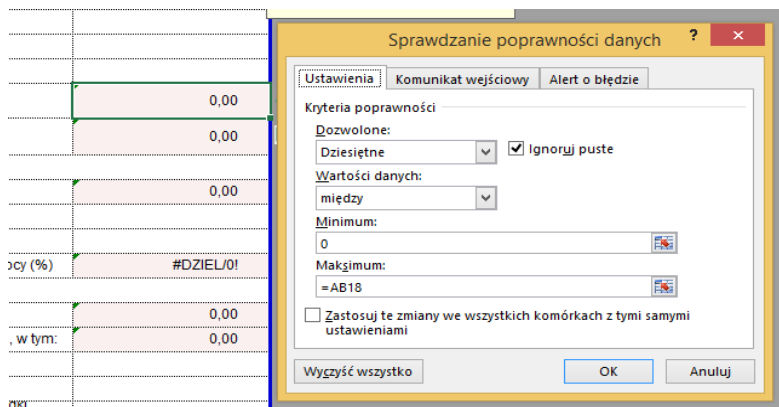 Sprawdzanie poprawności danych ? ×
Ustawienia Komunikat wejściowy Alert o błędzie
Kryteria poprawności
Dozwolone:
Dziesiętne Ignoruj puste
Wartości danych:
między
Minimum:
0
Maksimum:
=AB18
Zastosuj te zmiany we wszystkich komórkach z tymi samymi
ustawieniami
Wyczyść wszystko OK Anuluj
0,00
0,00
0,00
(%) #DZIEL/0!
0,00
, w tym: 0,00